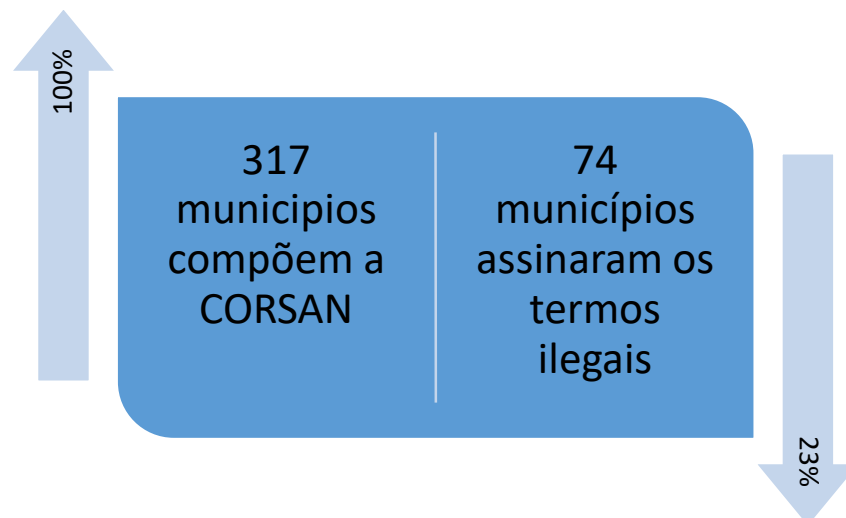 100%
317
municipios
compõem a
CORSAN
74
municípios
assinaram os
termos
ilegais
23%